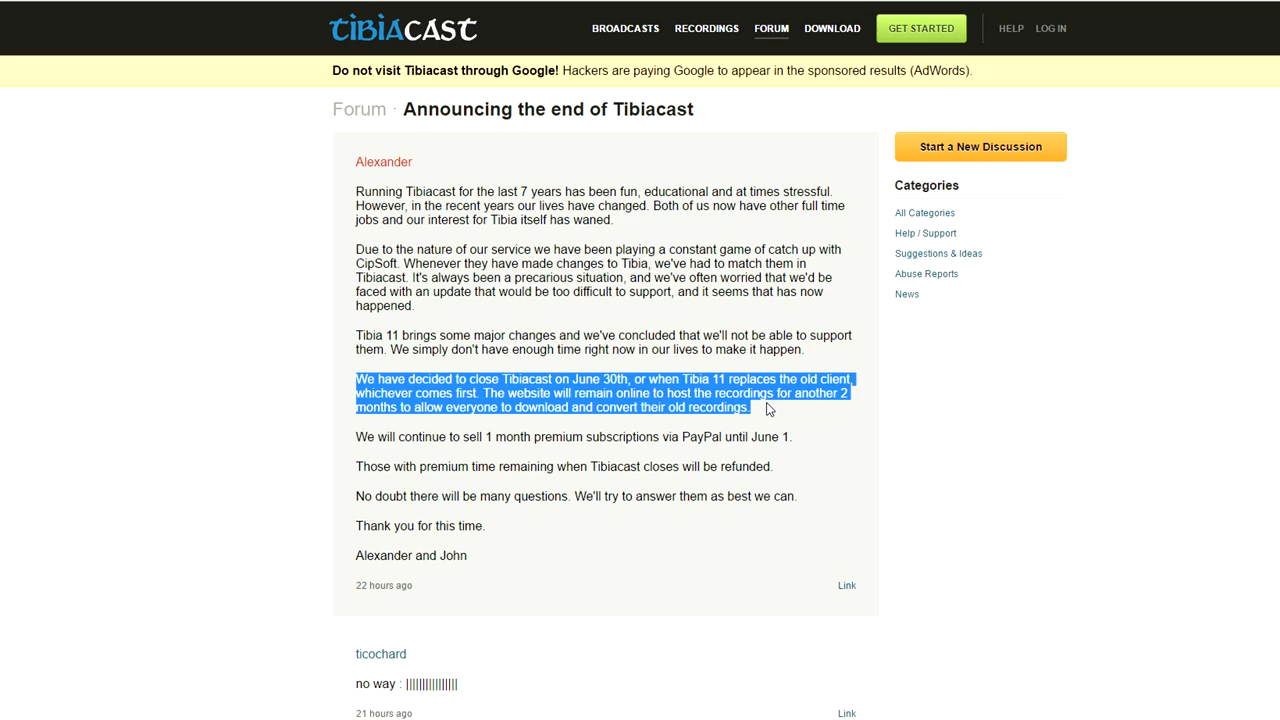 TIBIACAST
BROADCASTS RECORDINGS FORUM DOWNLOAD GET STARTED HELP LOG IN
Do not visit Tibiacast through Google! Hackers are paying Google to appear in the sponsored results (AdWords).
Forum · Announcing the end of Tibiacast
Alexander
Running Tibiacast for the last 7 years has been fun, educational and at times stressful.
However, in the recent years our lives have changed. Both of us now have other full time
jobs and our interest for Tibia itself has waned.
Due to the nature of our service we have been playing a constant game of catch up with
CipSoft. Whenever they have made changes to Tibia, we've had to match them in
Tibiacast. It's always been a precarious situation, and we've often worried that we'd be
faced with an update that would be too difficult to support, and it seems that has now
happened.
Tibia 11 brings some major changes and we've concluded that we'll not be able to support
them. We simply don't have enough time right now in our lives to make it happen.
We have decided to close Tibiacast on June 30th, or when Tibia 11 replaces the old client,
whichever comes first. The website will remain online to host the recordings for another 2
months to allow everyone to download and convert their old recordings.
We will continue to sell 1 month premium subscriptions via PayPal until June 1.
Those with premium time remaining when Tibiacast closes will be refunded.
No doubt there will be many questions. We'll try to answer them as best we can.
Thank you for this time.
Alexander and John
22 hours ago Link
ticochard
no way : |||||||||||||||
21 hours ago Link
Start a New Discussion
Categories
All Categories
Help / Support
Suggestions & Ideas
Abuse Reports
News